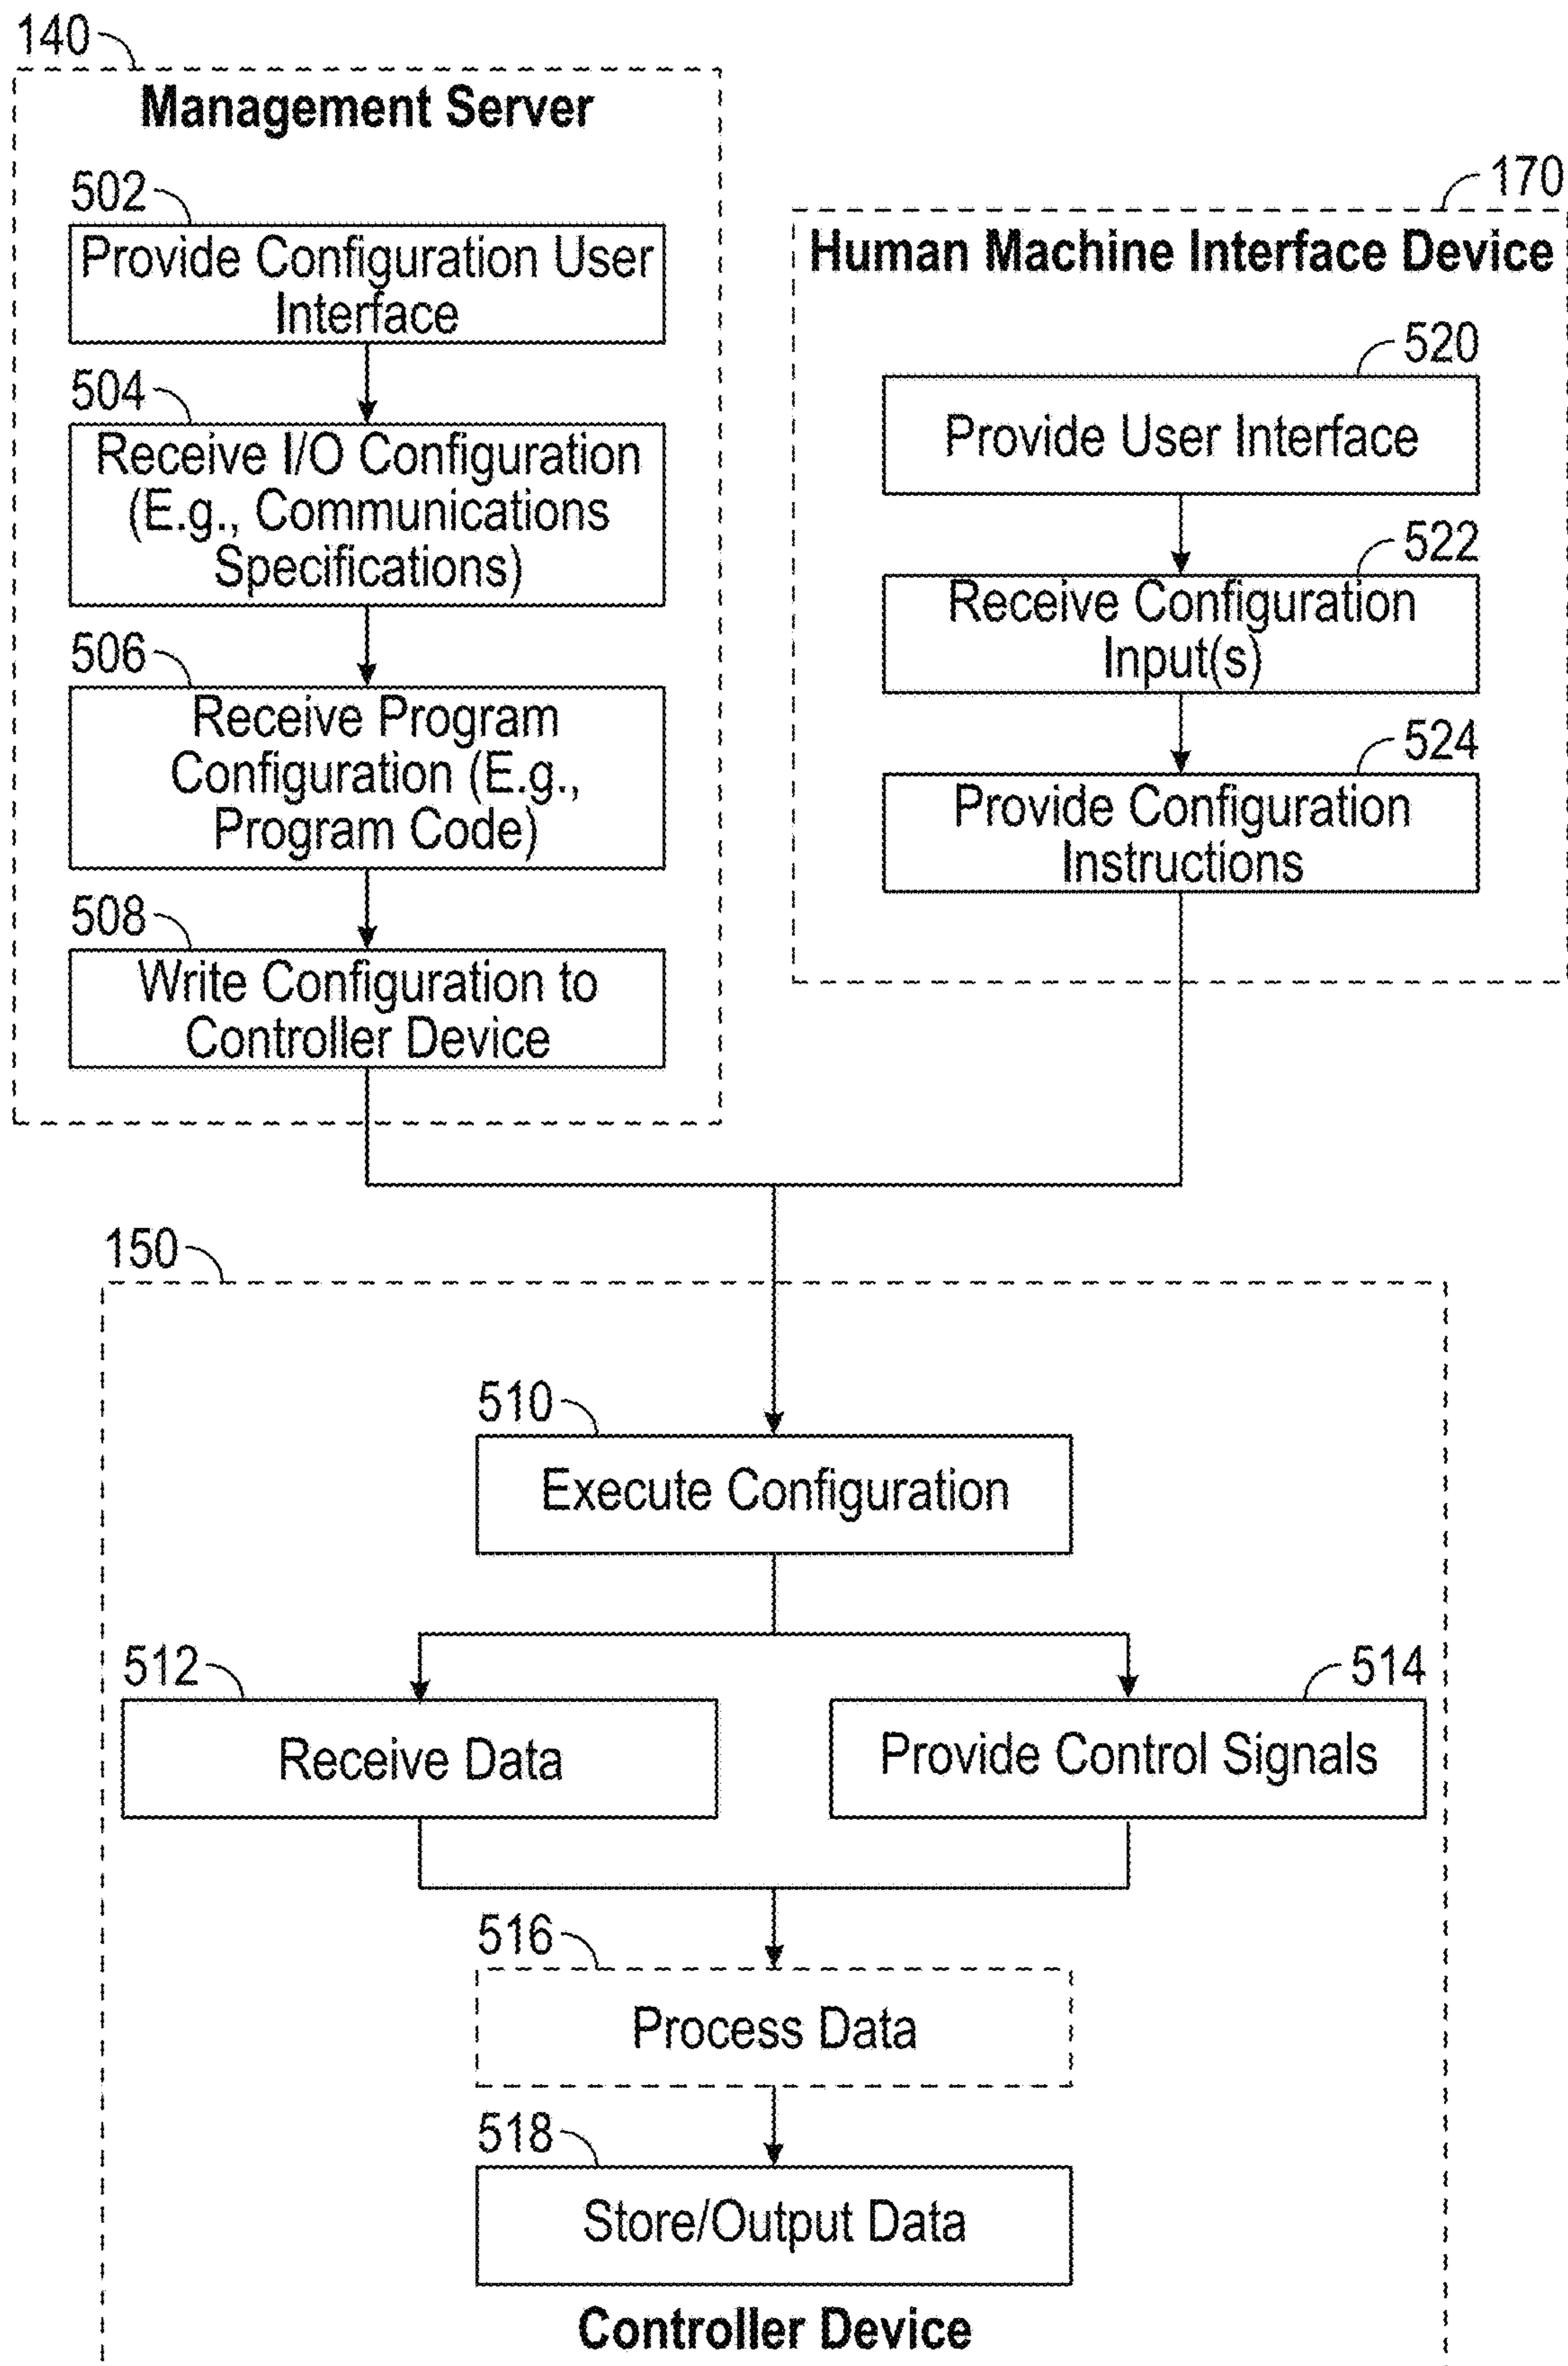 140
Management Server
502
Provide Configuration User
Interface
504
Receive I/O Configuration
(E.g., Communications
Specifications)
506
Receive Program
Configuration (E.g.,
Program Code)
508
Write Configuration to
Controller Device
170
Human Machine Interface Device
520
Provide User Interface
522
Receive Configuration
Input(s)
524
Provide Configuration
Instructions
150
510
Execute Configuration
512
Receive Data
514
Provide Control Signals
516
Process Data
518
Store/Output Data
Controller Device